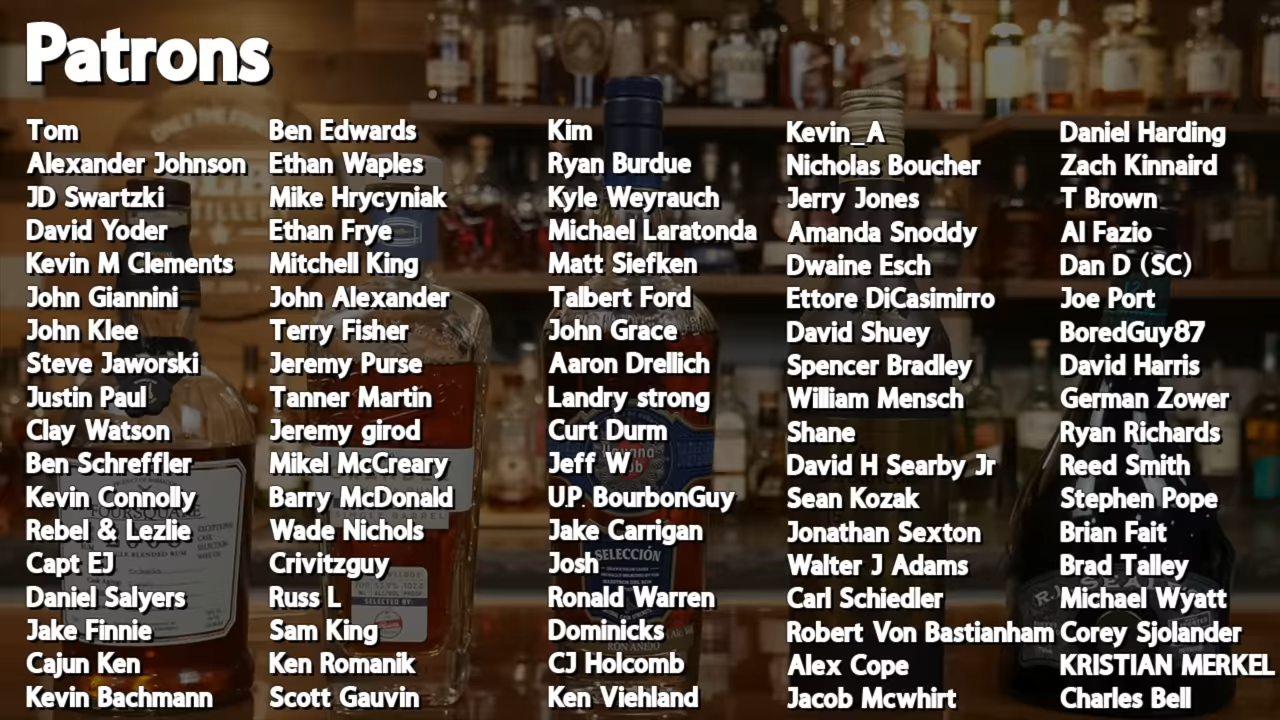 Patrons
Tom
Alexander Johnson
JD Swartzki
David Yoder
Kevin M Clements
John Giannini
John Klee
Steve Jaworski
Justin Paul
Clay Watson
Ben Schreffler
Kevin Connolly
Rebel & Lezlie
Capt EJ
Daniel Salyers
Jake Finnie
Cajun Ken
Kevin Bachmann
Ben Edwards
Ethan Waples
Mike Hrycyniak
Ethan Frye
Mitchell King
John Alexander
Terry Fisher
Jeremy Purse
Tanner Martin
Jeremy girod
Mikel McCreary
Barry McDonald
Wade Nichols
Crivitzguy
Russ L
Sam King
Ken Romanik
Scott Gauvin
Kim
Ryan Burdue
Kyle Weyrauch
Michael Laratonda
Matt Siefken
Talbert Ford
John Grace
Aaron Drellich
Landry strong
Curt Durm
Jeff W
U.P. BourbonGuy
Jake Carrigan
Josh
Ronald Warren
Dominicks
CJ Holcomb
Ken Viehland
Kevin_A
Nicholas Boucher
Jerry Jones
Amanda Snoddy
Dwaine Esch
Ettore DiCasimirro
David Shuey
Spencer Bradley
William Mensch
Shane
David H Searby Jr
Sean Kozak
Jonathan Sexton
Walter J Adams
Carl Schiedler
Robert Von Bastianham
Alex Cope
Jacob Mcwhirt
Daniel Harding
Zach Kinnaird
T Brown
Al Fazio
Dan D (SC)
Joe Port
BoredGuy87
David Harris
German Zower
Ryan Richards
Reed Smith
Stephen Pope
Brian Fait
Brad Talley
Michael Wyatt
Corey Sjolander
KRISTIAN MERKEL
Charles Bell
FOURSQUARE
SINGLE BARREL
SELECTED BY:
SELECCIÓN
RON AÑEJO